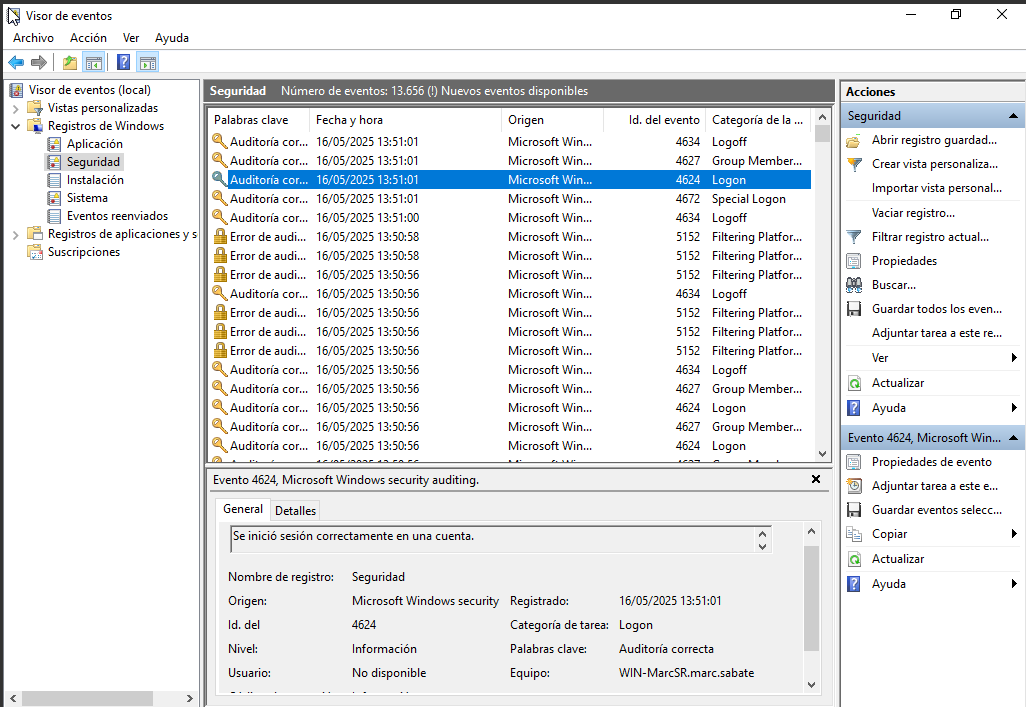 Visor de eventos
Archivo Acción Ver Ayuda
Visor de eventos (local)
Vistas personalizadas
Registros de Windows
Aplicación
Seguridad
Instalación
Sistema
Eventos reenviados
Registros de aplicaciones y s
Suscripciones
Seguridad Número de eventos: 13.656 (!) Nuevos eventos disponibles
Palabras clave Fecha y hora Origen Id. del evento Categoría de la ...
Auditoría cor... 16/05/2025 13:51:01 Microsoft Win... 4634 Logoff
Auditoría cor... 16/05/2025 13:51:01 Microsoft Win... 4627 Group Member...
Auditoría cor... 16/05/2025 13:51:01 Microsoft Win... 4624 Logon
Auditoría cor... 16/05/2025 13:51:01 Microsoft Win... 4672 Special Logon
Auditoría cor... 16/05/2025 13:51:00 Microsoft Win... 4634 Logoff
Error de audi... 16/05/2025 13:50:58 Microsoft Win... 5152 Filtering Platfor...
Error de audi... 16/05/2025 13:50:58 Microsoft Win... 5152 Filtering Platfor...
Error de audi... 16/05/2025 13:50:56 Microsoft Win... 5152 Filtering Platfor...
Auditoría cor... 16/05/2025 13:50:56 Microsoft Win... 4634 Logoff
Error de audi... 16/05/2025 13:50:56 Microsoft Win... 5152 Filtering Platfor...
Error de audi... 16/05/2025 13:50:56 Microsoft Win... 5152 Filtering Platfor...
Error de audi... 16/05/2025 13:50:56 Microsoft Win... 5152 Filtering Platfor...
Auditoría cor... 16/05/2025 13:50:56 Microsoft Win... 4634 Logoff
Auditoría cor... 16/05/2025 13:50:56 Microsoft Win... 4627 Group Member...
Auditoría cor... 16/05/2025 13:50:56 Microsoft Win... 4624 Logon
Auditoría cor... 16/05/2025 13:50:56 Microsoft Win... 4627 Group Member...
Auditoría cor... 16/05/2025 13:50:56 Microsoft Win... 4624 Logon
Evento 4624, Microsoft Windows security auditing.
General Detalles
Se inició sesión correctamente en una cuenta.
Nombre de registro: Seguridad
Origen: Microsoft Windows security Registrado: 16/05/2025 13:51:01
Id. del 4624 Categoría de tarea: Logon
Nivel: Información Palabras clave: Auditoría correcta
Usuario: No disponible Equipo: WIN-MarcSR.marc.sabate
Acciones
Seguridad
Abrir registro guardad...
Crear vista personaliza...
Importar vista personal...
Vaciar registro...
Filtrar registro actual...
Propiedades
Buscar...
Guardar todos los even...
Adjuntar tarea a este re...
Ver
Actualizar
Ayuda
Evento 4624, Microsoft Win...
Propiedades de evento
Adjuntar tarea a este e...
Guardar eventos selecc...
Copiar
Actualizar
Ayuda